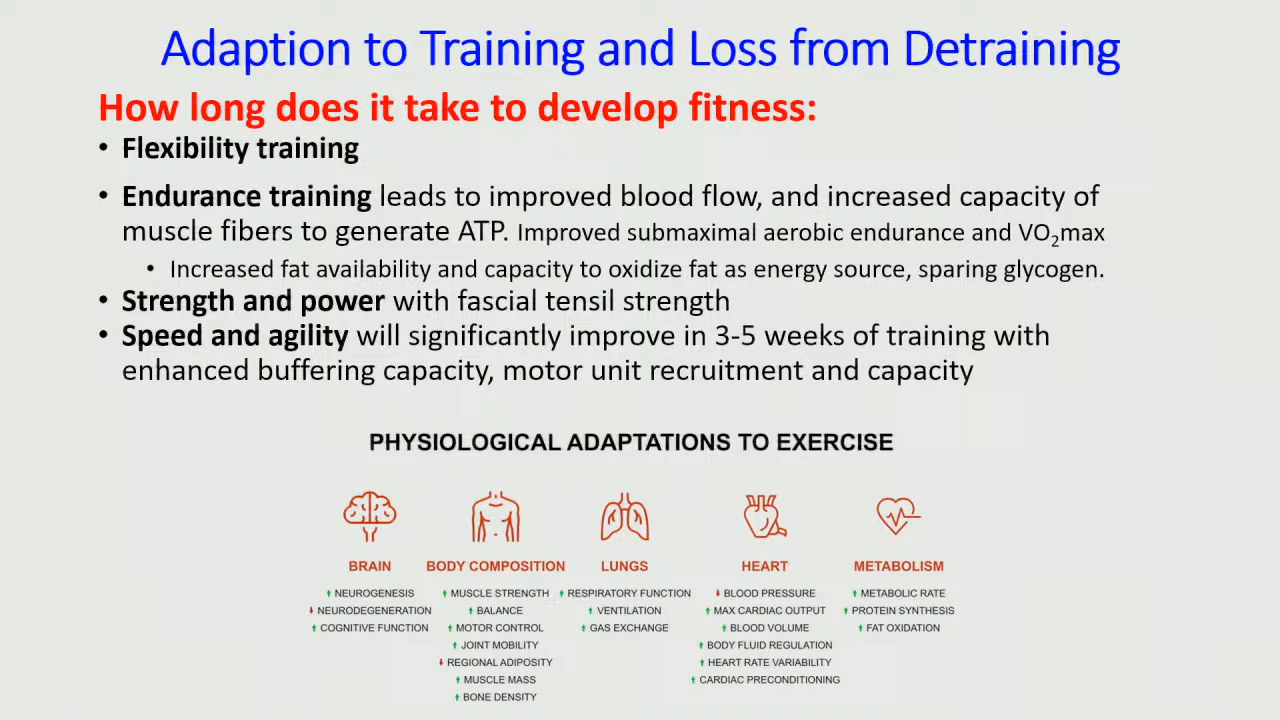 Adaption to Training and Loss from Detraining
How long does it take to develop fitness:
• Flexibility training
• Endurance training leads to improved blood flow, and increased capacity of
muscle fibers to generate ATP. Improved submaximal aerobic endurance and VO₂max
• Increased fat availability and capacity to oxidize fat as energy source, sparing glycogen.
• Strength and power with fascial tensil strength
• Speed and agility will significantly improve in 3-5 weeks of training with
enhanced buffering capacity, motor unit recruitment and capacity
PHYSIOLOGICAL ADAPTATIONS TO EXERCISE
BRAIN
↑ NEUROGENESIS
↓ NEURODEGENERATION
↑ COGNITIVE FUNCTION
BODY COMPOSITION
↑ MUSCLE STRENGTH
↑ BALANCE
↑ MOTOR CONTROL
↑ JOINT MOBILITY
↓ REGIONAL ADIPOSITY
↑ MUSCLE MASS
↑ BONE DENSITY
LUNGS
↑ RESPIRATORY FUNCTION
↑ VENTILATION
↑ GAS EXCHANGE
HEART
↓ BLOOD PRESSURE
↑ MAX CARDIAC OUTPUT
↑ BLOOD VOLUME
↑ BODY FLUID REGULATION
↑ HEART RATE VARIABILITY
↑ CARDIAC PRECONDITIONING
METABOLISM
↑ METABOLIC RATE
↑ PROTEIN SYNTHESIS
↑ FAT OXIDATION